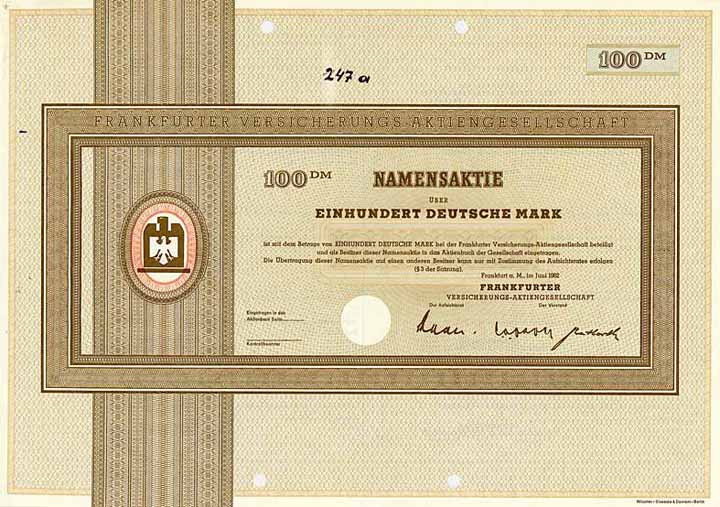 100 DM
247 a
FRANKFURTER VERSICHERUNGS-AKTIENGESELLSCHAFT
100 DM NAMENSAKTIE
ÜBER
EINHUNDERT DEUTSCHE MARK
ist mit dem Betrage von EINHUNDERT DEUTSCHE MARK bei der Frankfurter Versicherungs-Aktiengesellschaft beteiligt
und als Besitzer dieser Namensaktie in das Aktienbuch der Gesellschaft eingetragen.
Die Übertragung dieser Namensaktie auf einen anderen Besitzer kann nur mit Zustimmung des Aufsichtsrates erfolgen
(§ 3 der Satzung).
Frankfurt a. M., im Juni 1962
FRANKFURTER
VERSICHERUNGS-AKTIENGESELLSCHAFT
Der Aufsichtsrat Der Vorstand
Eingetragen in das
Aktienbuch Seite
Kontrollbeamter